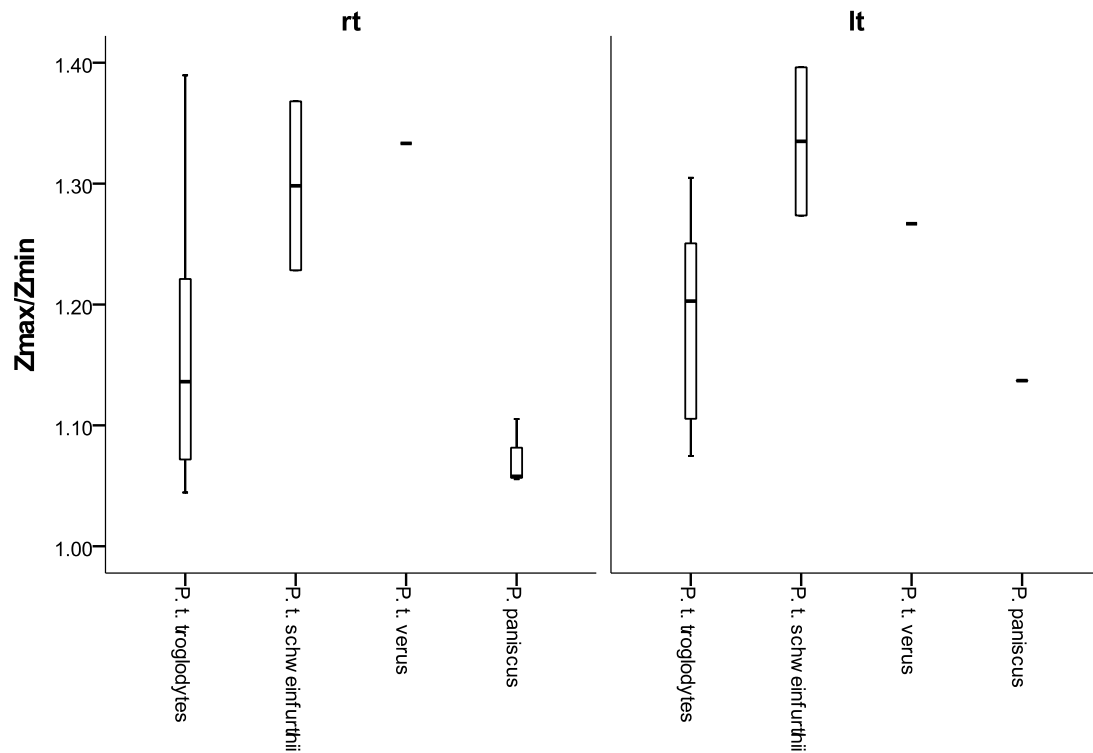 rt
lt
Zmax/Zmin
1.40
1.30
1.20
1.10
1.00
P. t. troglodytes
P. t. schweinfurthii
P. t. verus
P. paniscus
P. t. troglodytes
P. t. schweinfurthii
P. t. verus
P. paniscus